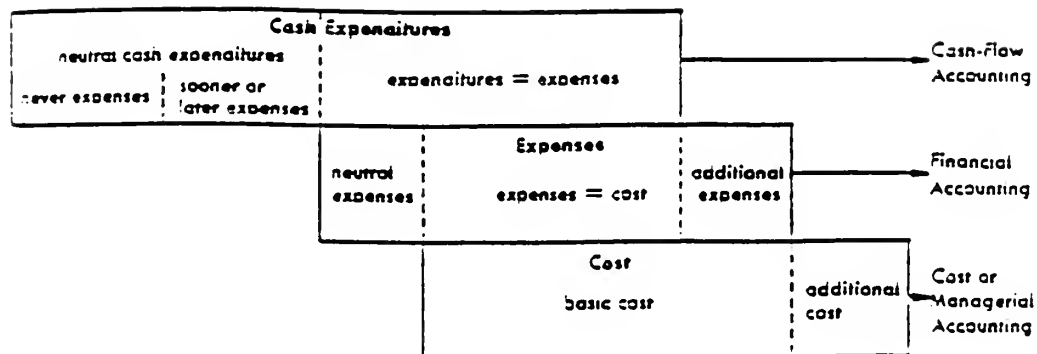 Cash Expenditures
neutral cash expenditures
never expenses
sooner or
later expenses
expenditures = expenses
Cash-Flow
Accounting
Expenses
neutral
expenses
expenses = cost
additional
expenses
Financial
Accounting
Cost
basic cost
additional
cost
Cost or
Managerial
Accounting